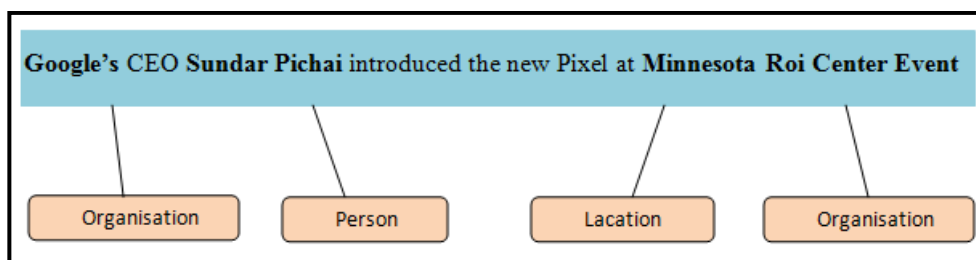 Google's CEO Sundar Pichai introduced the new Pixel at Minnesota Roi Center Event
Organisation Person Lacation Organisation